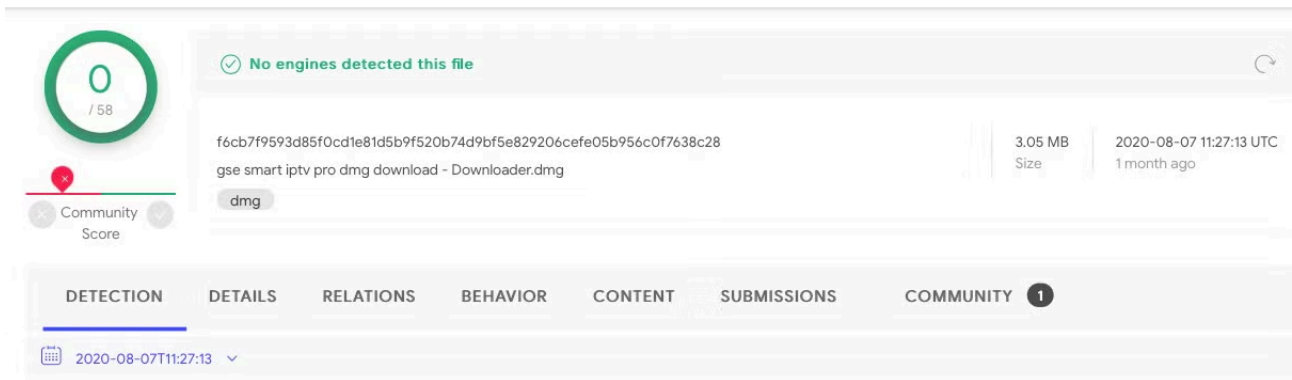 0
/ 58
No engines detected this file
f6cb7f9593d85f0cd1e81d5b9f520b74d9bf5e829206cefe05b956c0f7638c28
gse smart iptv pro dmg download - Downloader.dmg
dmg
3.05 MB
Size
2020-08-07 11:27:13 UTC
1 month ago
Community
Score
DETECTION DETAILS RELATIONS BEHAVIOR CONTENT SUBMISSIONS COMMUNITY 1
2020-08-07T11:27:13